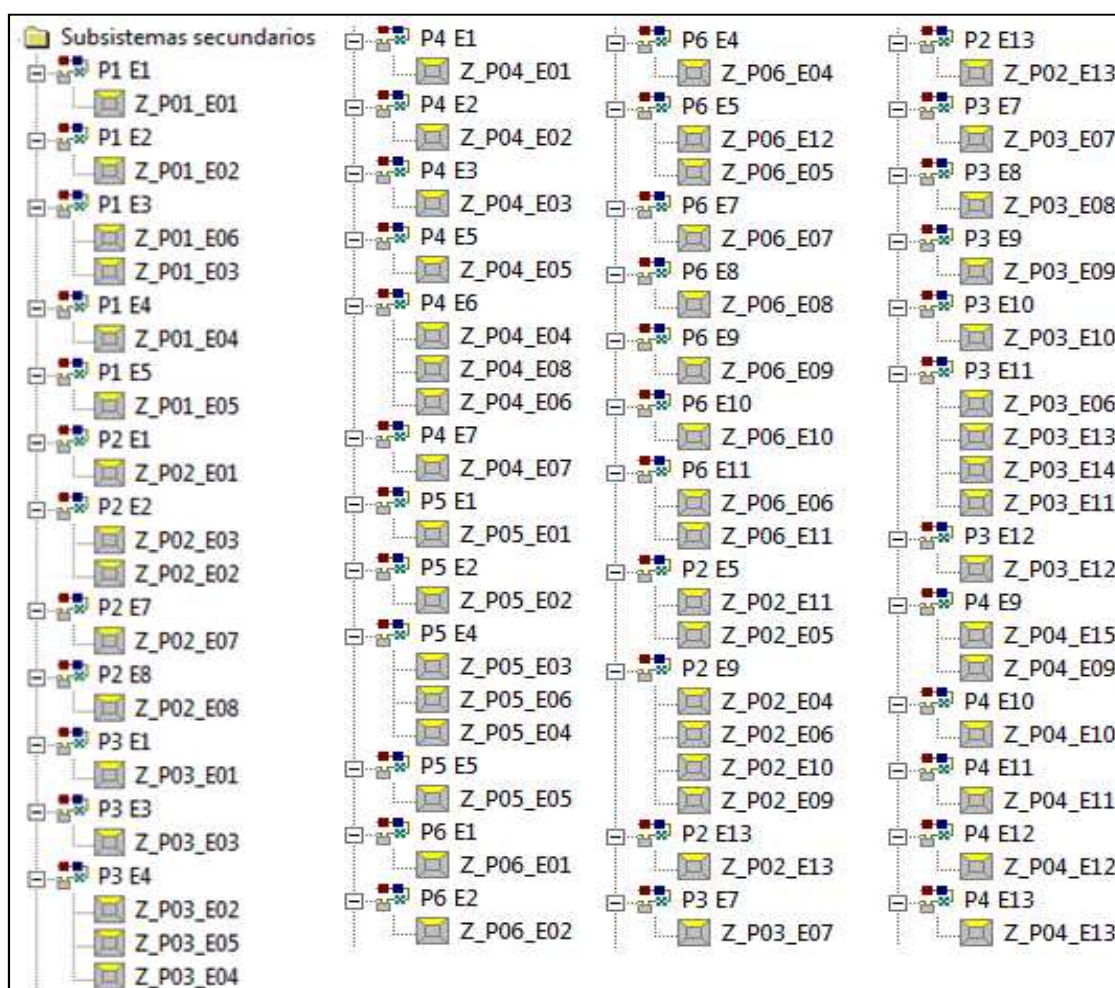 Subsistemas secundarios
P1 E1
Z_P01_E01
P1 E2
Z_P01_E02
P1 E3
Z_P01_E06
Z_P01_E03
P1 E4
Z_P01_E04
P1 E5
Z_P01_E05
P2 E1
Z_P02_E01
P2 E2
Z_P02_E03
Z_P02_E02
P2 E7
Z_P02_E07
P2 E8
Z_P02_E08
P3 E1
Z_P03_E01
P3 E3
Z_P03_E03
P3 E4
Z_P03_E02
Z_P03_E05
Z_P03_E04
P4 E1
Z_P04_E01
P4 E2
Z_P04_E02
P4 E3
Z_P04_E03
P4 E5
Z_P04_E05
P4 E6
Z_P04_E04
Z_P04_E08
Z_P04_E06
P4 E7
Z_P04_E07
P5 E1
Z_P05_E01
P5 E2
Z_P05_E02
P5 E4
Z_P05_E03
Z_P05_E06
Z_P05_E04
P5 E5
Z_P05_E05
P6 E1
Z_P06_E01
P6 E2
Z_P06_E02
P6 E4
Z_P06_E04
P6 E5
Z_P06_E12
Z_P06_E05
P6 E7
Z_P06_E07
P6 E8
Z_P06_E08
P6 E9
Z_P06_E09
P6 E10
Z_P06_E10
P6 E11
Z_P06_E06
Z_P06_E11
P2 E5
Z_P02_E11
Z_P02_E05
P2 E9
Z_P02_E04
Z_P02_E06
Z_P02_E10
Z_P02_E09
P2 E13
Z_P02_E13
P3 E7
Z_P03_E07
P2 E13
Z_P02_E13
P3 E7
Z_P03_E07
P3 E8
Z_P03_E08
P3 E9
Z_P03_E09
P3 E10
Z_P03_E10
P3 E11
Z_P03_E06
Z_P03_E13
Z_P03_E14
Z_P03_E11
P3 E12
Z_P03_E12
P4 E9
Z_P04_E15
Z_P04_E09
P4 E10
Z_P04_E10
P4 E11
Z_P04_E11
P4 E12
Z_P04_E12
P4 E13
Z_P04_E13